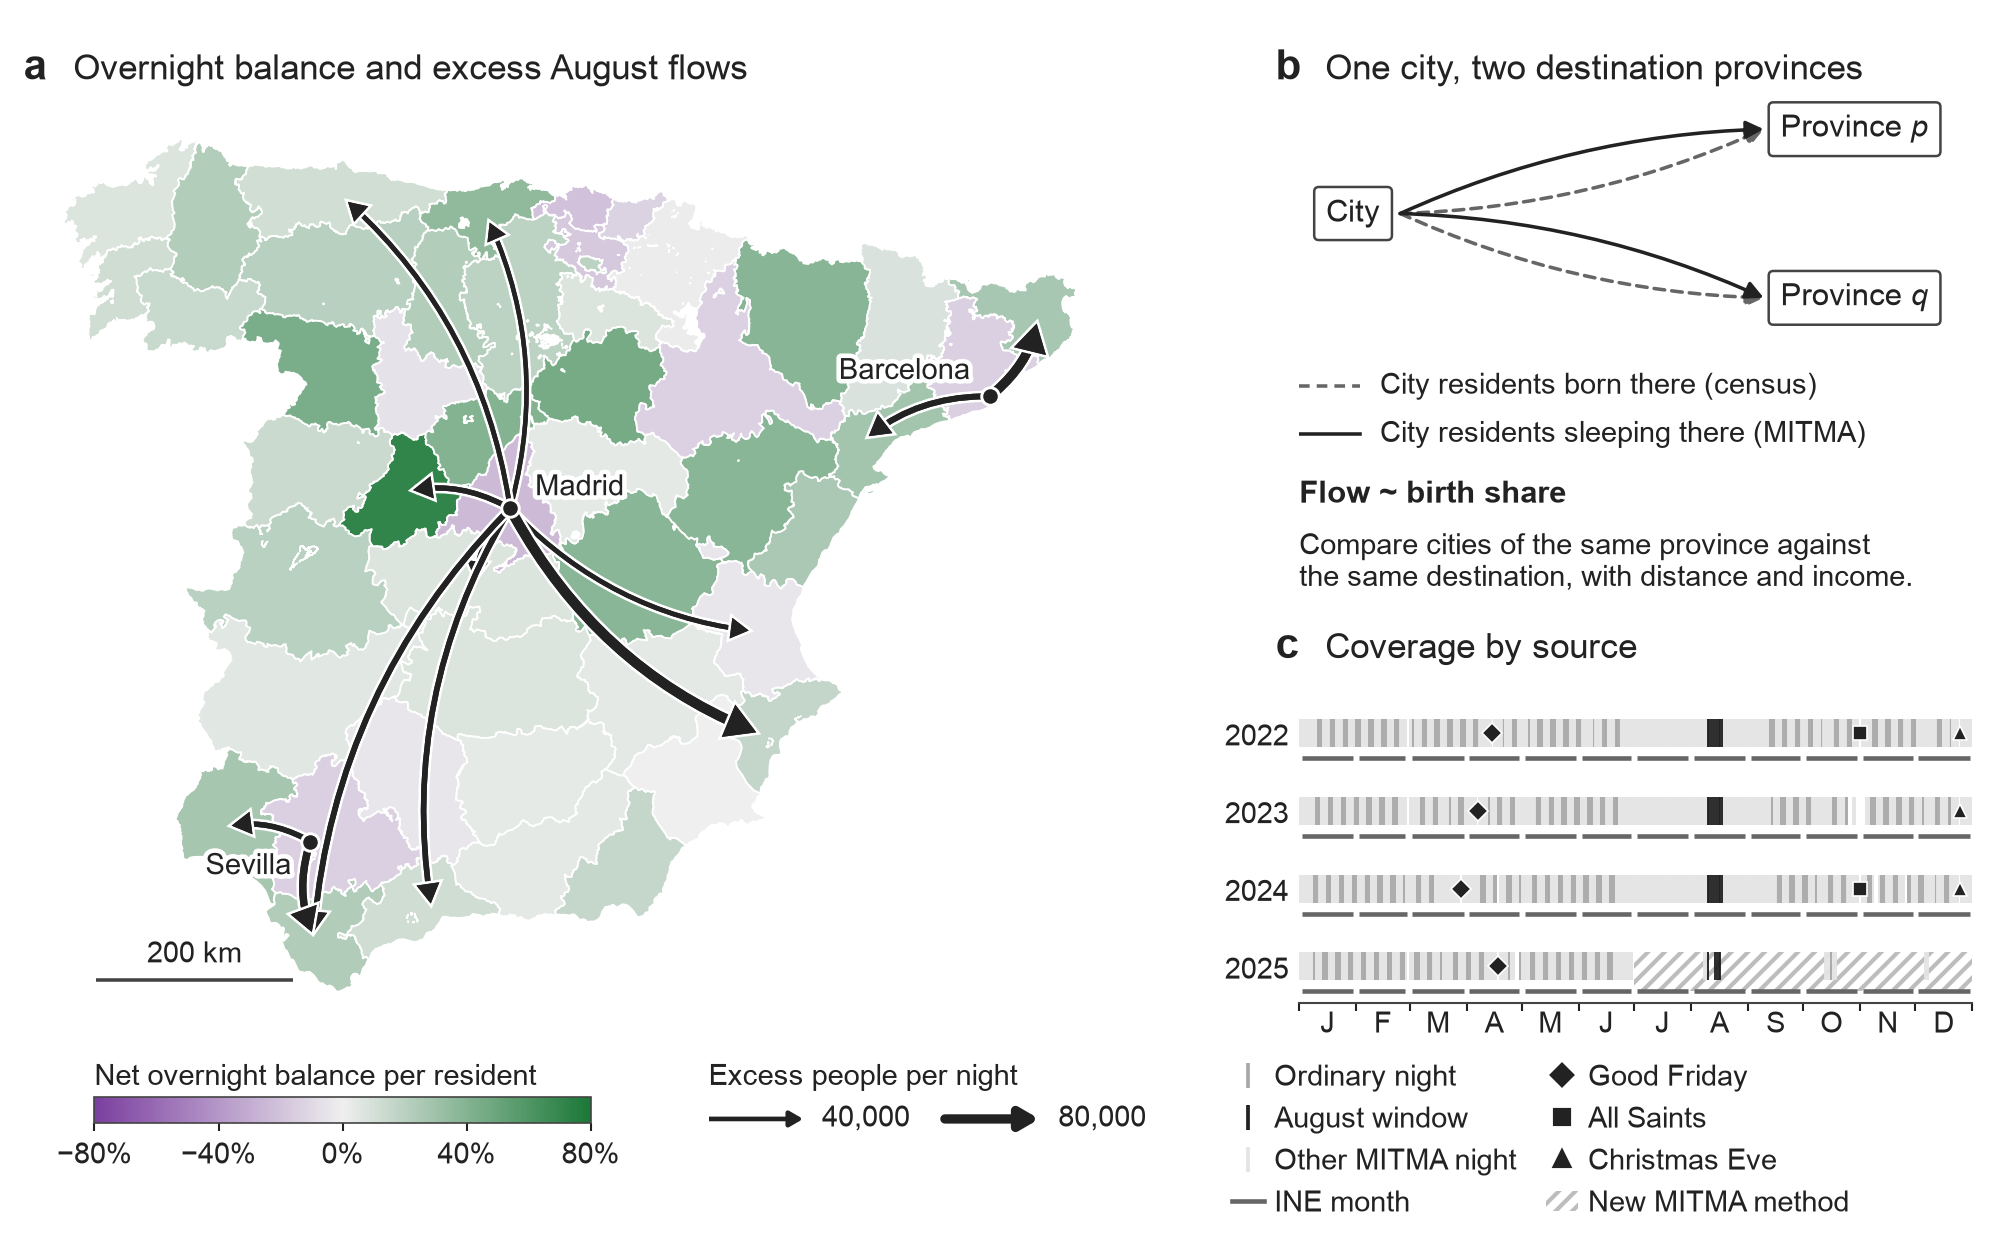 a Overnight balance and excess August flows
Barcelona
Madrid
Sevilla
200 km
Net overnight balance per resident
−80% −40% 0% 40% 80%
Excess people per night
40,000 80,000
b One city, two destination provinces
Province p
City
Province q
City residents born there (census)
City residents sleeping there (MITMA)
Flow ~ birth share
Compare cities of the same province against
the same destination, with distance and income.
c Coverage by source
2022
2023
2024
2025
J F M A M J J A S O N D
Ordinary night
August window
Other MITMA night
INE month
Good Friday
All Saints
Christmas Eve
New MITMA method